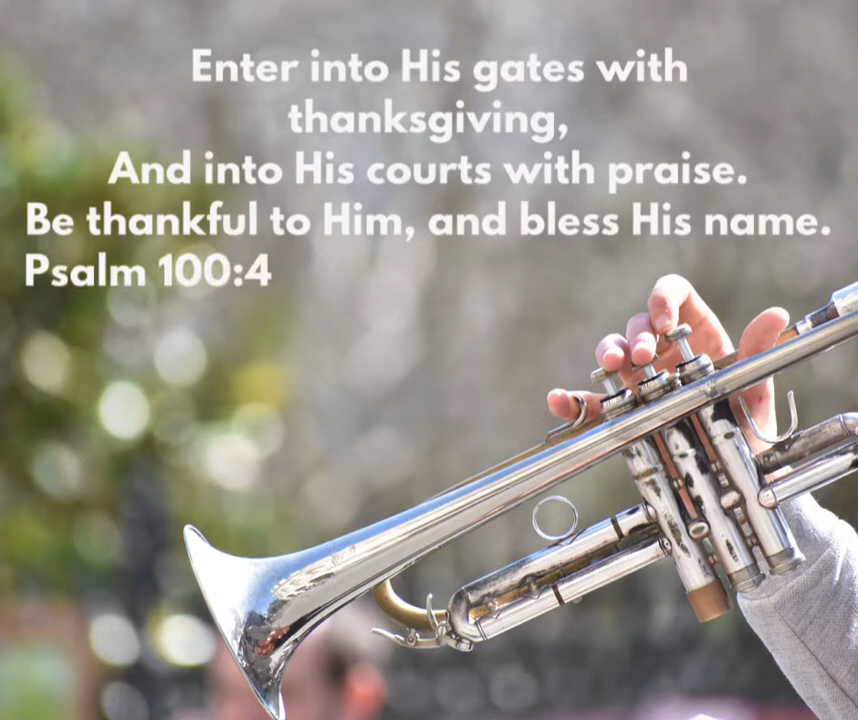 Enter into His gates with
thanksgiving,
And into His courts with praise.
Be thankful to Him, and bless His name.
Psalm 100:4